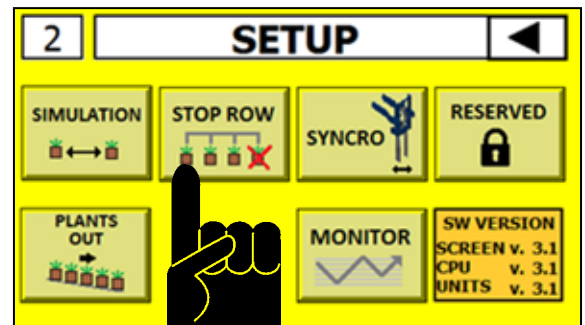 2
SETUP
SIMULATION
STOP ROW
SYNCRO
RESERVED
PLANTS
OUT
MONITOR
SW VERSION
SCREEN v. 3.1
CPU v. 3.1
UNITS v. 3.1